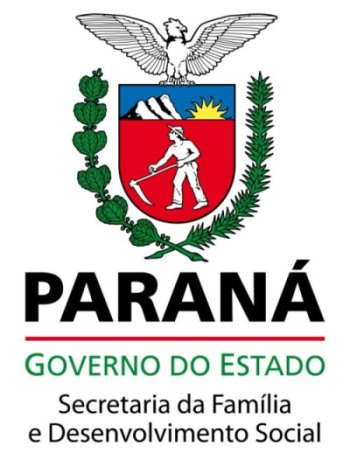 PARANÁ
GOVERNO DO ESTADO
Secretaria da Família
e Desenvolvimento Social